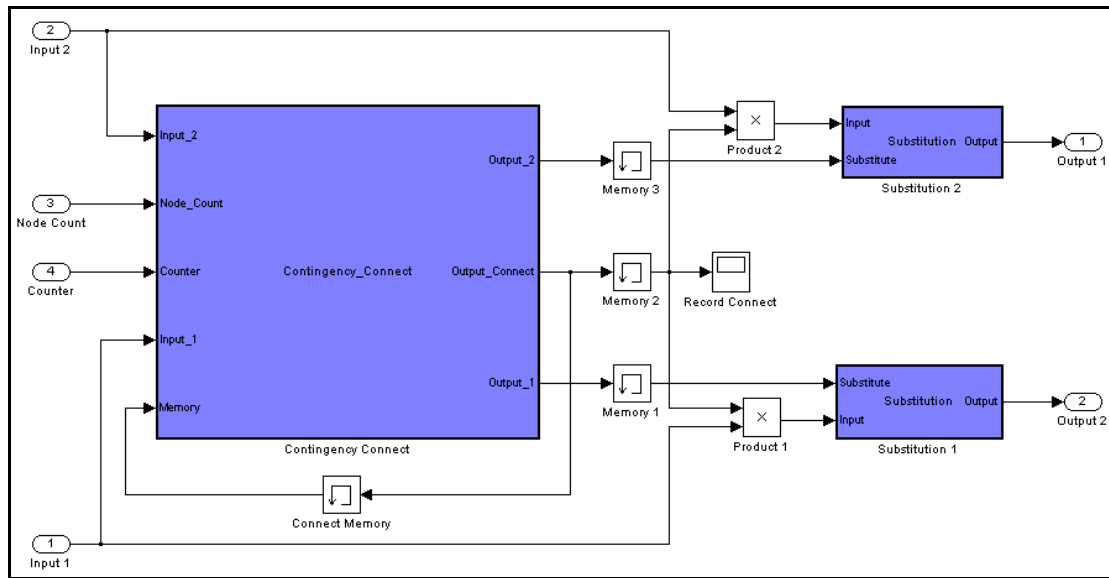 2
Input 2
3
Node Count
4
Counter
1
Input 1
Input_2
Node_Count
Counter
Input_1
Memory
Contingency_Connect
Output_2
Output_Connect
Output_1
Contingency Connect
Connect Memory
Memory 3
Memory 2
Memory 1
×
Product 2
Record Connect
×
Product 1
Input
Substitute
Substitution
Output
Substitution 2
Substitute
Input
Substitution
Output
Substitution 1
1
Output 1
2
Output 2